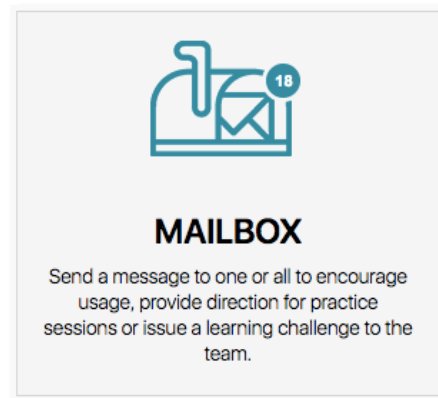 18
MAILBOX
Send a message to one or all to encourage
usage, provide direction for practice
sessions or issue a learning challenge to the
team.